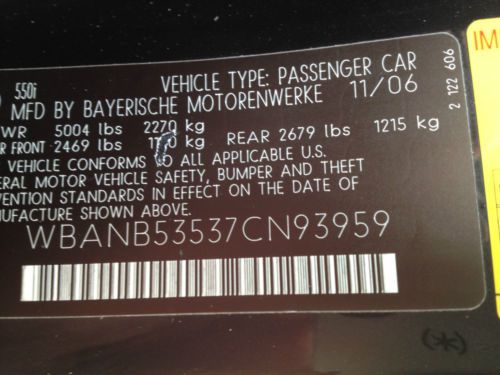 550i
VEHICLE TYPE: PASSENGER CAR
MFD BY BAYERISCHE MOTORENWERKE 11/06
WR 5004 lbs 2270 kg
R FRONT 2469 lbs kg REAR 2679 lbs 1215 kg
VEHICLE CONFORMS TO ALL APPLICABLE U.S.
ERAL MOTOR VEHICLE SAFETY, BUMPER AND THEFT
VENTION STANDARDS IN EFFECT ON THE DATE OF
NUFACTURE SHOWN ABOVE.
WBANB53537CN93959
(*)
2 122 606
IM